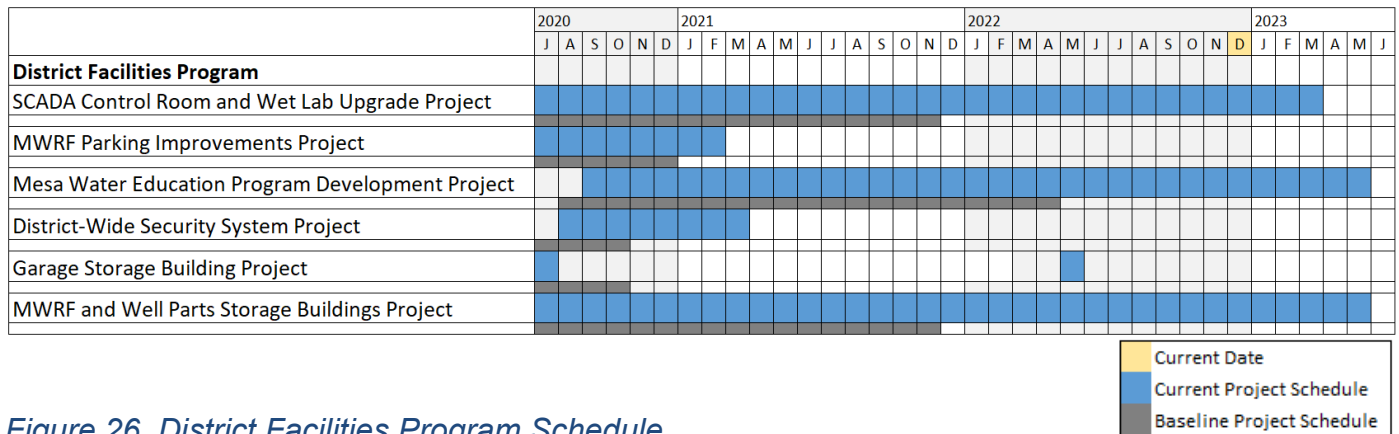 2020 2021 2022 2023
J A S O N D J F M A M J J A S O N D J F M A M J J A S O N D J F M A M J
District Facilities Program
SCADA Control Room and Wet Lab Upgrade Project
MWRF Parking Improvements Project
Mesa Water Education Program Development Project
District-Wide Security System Project
Garage Storage Building Project
MWRF and Well Parts Storage Buildings Project
Current Date
Current Project Schedule
Baseline Project Schedule
Figure 26. District Facilities Program Schedule